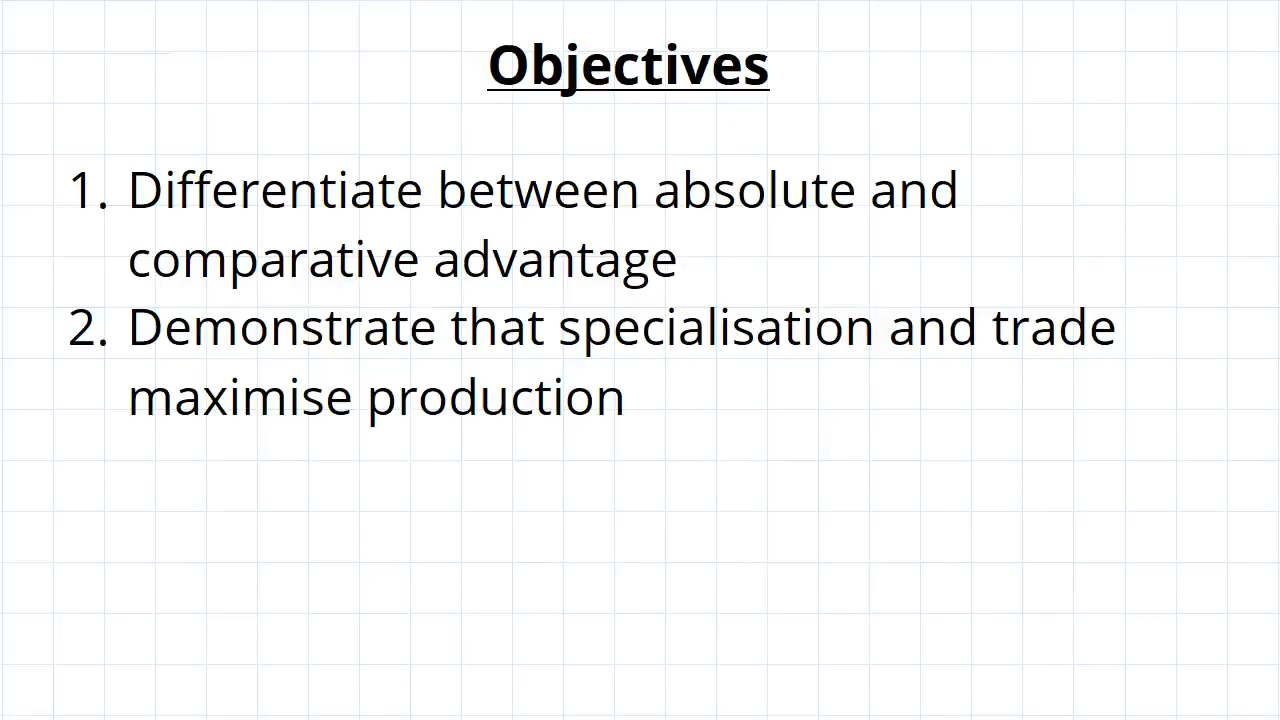 Objectives
1. Differentiate between absolute and
comparative advantage
2. Demonstrate that specialisation and trade
maximise production